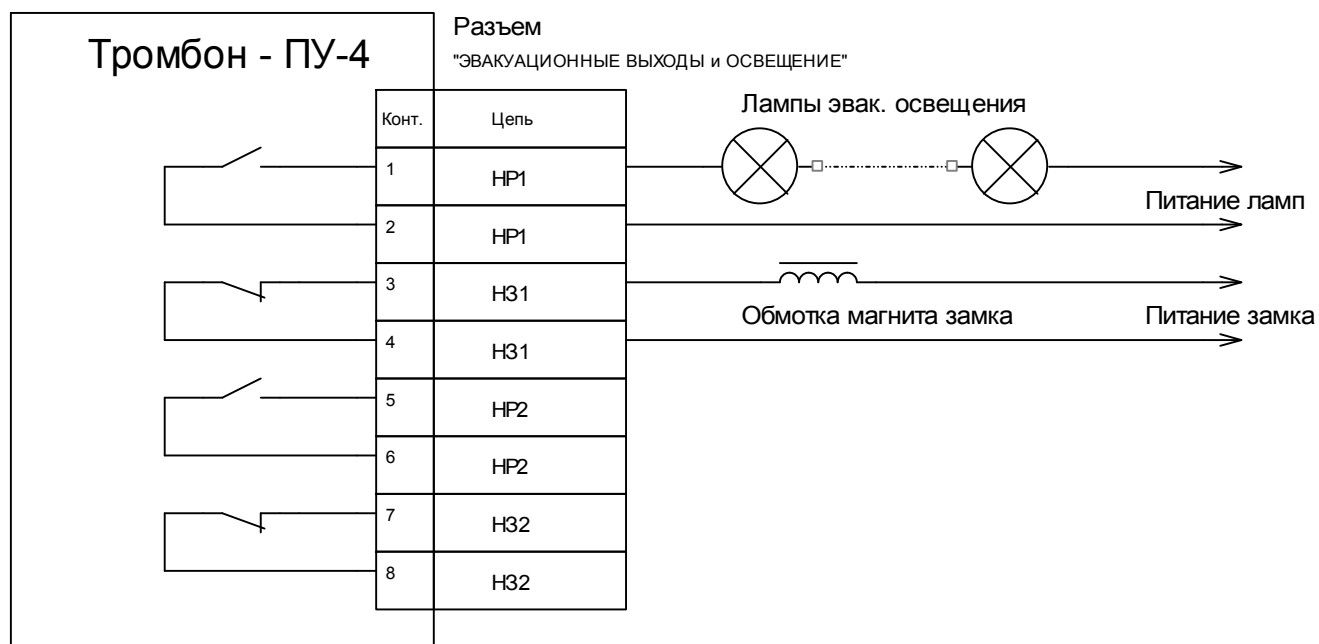 Тромбон - ПУ-4
Разъем
"ЭВАКУАЦИОННЫЕ ВЫХОДЫ и ОСВЕЩЕНИЕ"
Конт. Цепь
Лампы эвак. освещения
1 НР1
Питание ламп
2 НР1
3 НЗ1
Обмотка магнита замка Питание замка
4 НЗ1
5 НР2
6 НР2
7 НЗ2
8 НЗ2